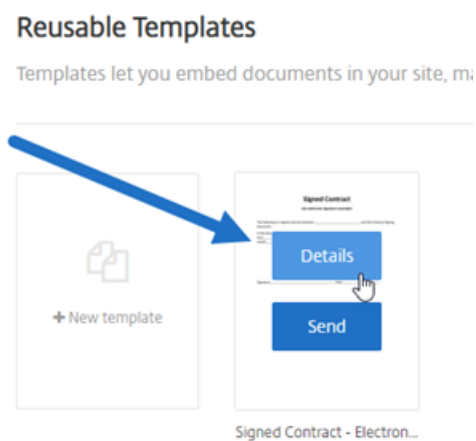 Reusable Templates
Templates let you embed documents in your site, ma
Signed Contract
Details
+ New template
Send
Signed Contract - Electron...